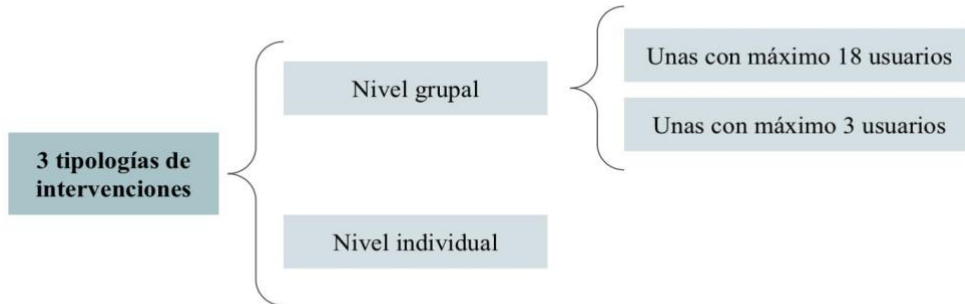 3 tipologías de
intervenciones
Nivel grupal
Unas con máximo 18 usuarios
Unas con máximo 3 usuarios
Nivel individual